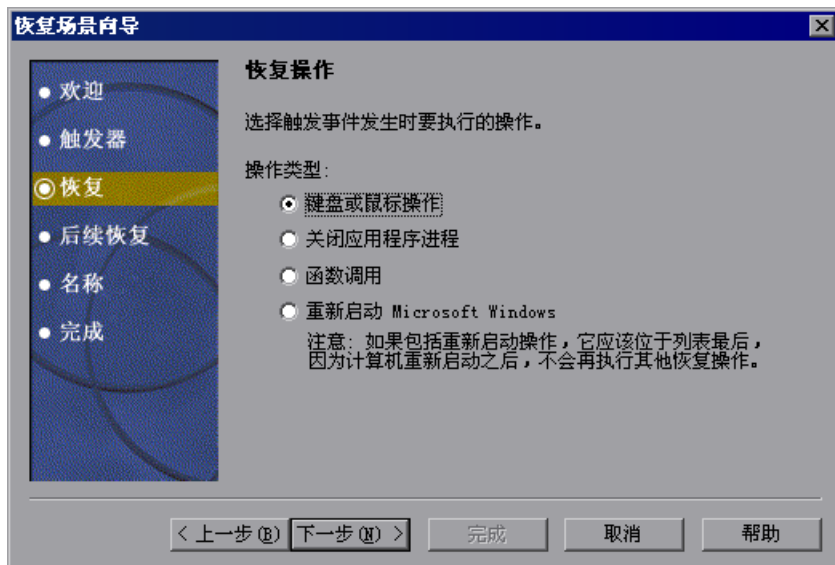 恢复场景向导
欢迎
触发器
恢复
后续恢复
名称
完成
恢复操作
选择触发事件发生时要执行的操作。
操作类型:
键盘或鼠标操作
关闭应用程序进程
函数调用
重新启动 Microsoft Windows
注意: 如果包括重新启动操作，它应该位于列表最后，
因为计算机重新启动之后，不会再执行其他恢复操作。
< 上一步(B)
下一步(N) >
完成
取消
帮助